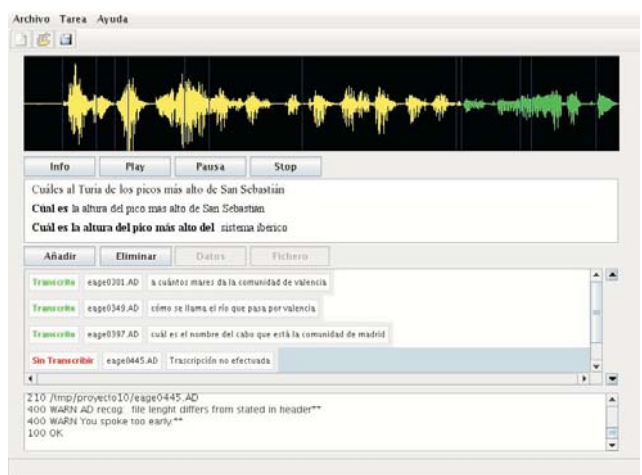 Archivo Tarea Ayuda
Info Play Pausa Stop
Cuáles al Turia de los picos más alto de San Sebastián
Cúal es la altura del pico mas alto de San Sebastian
Cuál es la altura del pico más alto del sistema ibérico
Añadir Eliminar Datos Fichero
Transcrito eage0301.AD a cuántos mares da la comunidad de valencia
Transcrito eage0349.AD cómo se llama el río que pasa por valencia
Transcrito eage0397.AD cuál es el nombre del cabo que está la comunidad de madrid
Sin Transcribir eage0445.AD Trascripción no efectuada
210 /tmp/proyecto10/eage0445.AD
400 WARN AD recog: file lenght differs from stated in header**
400 WARN You spoke too early.**
100 OK